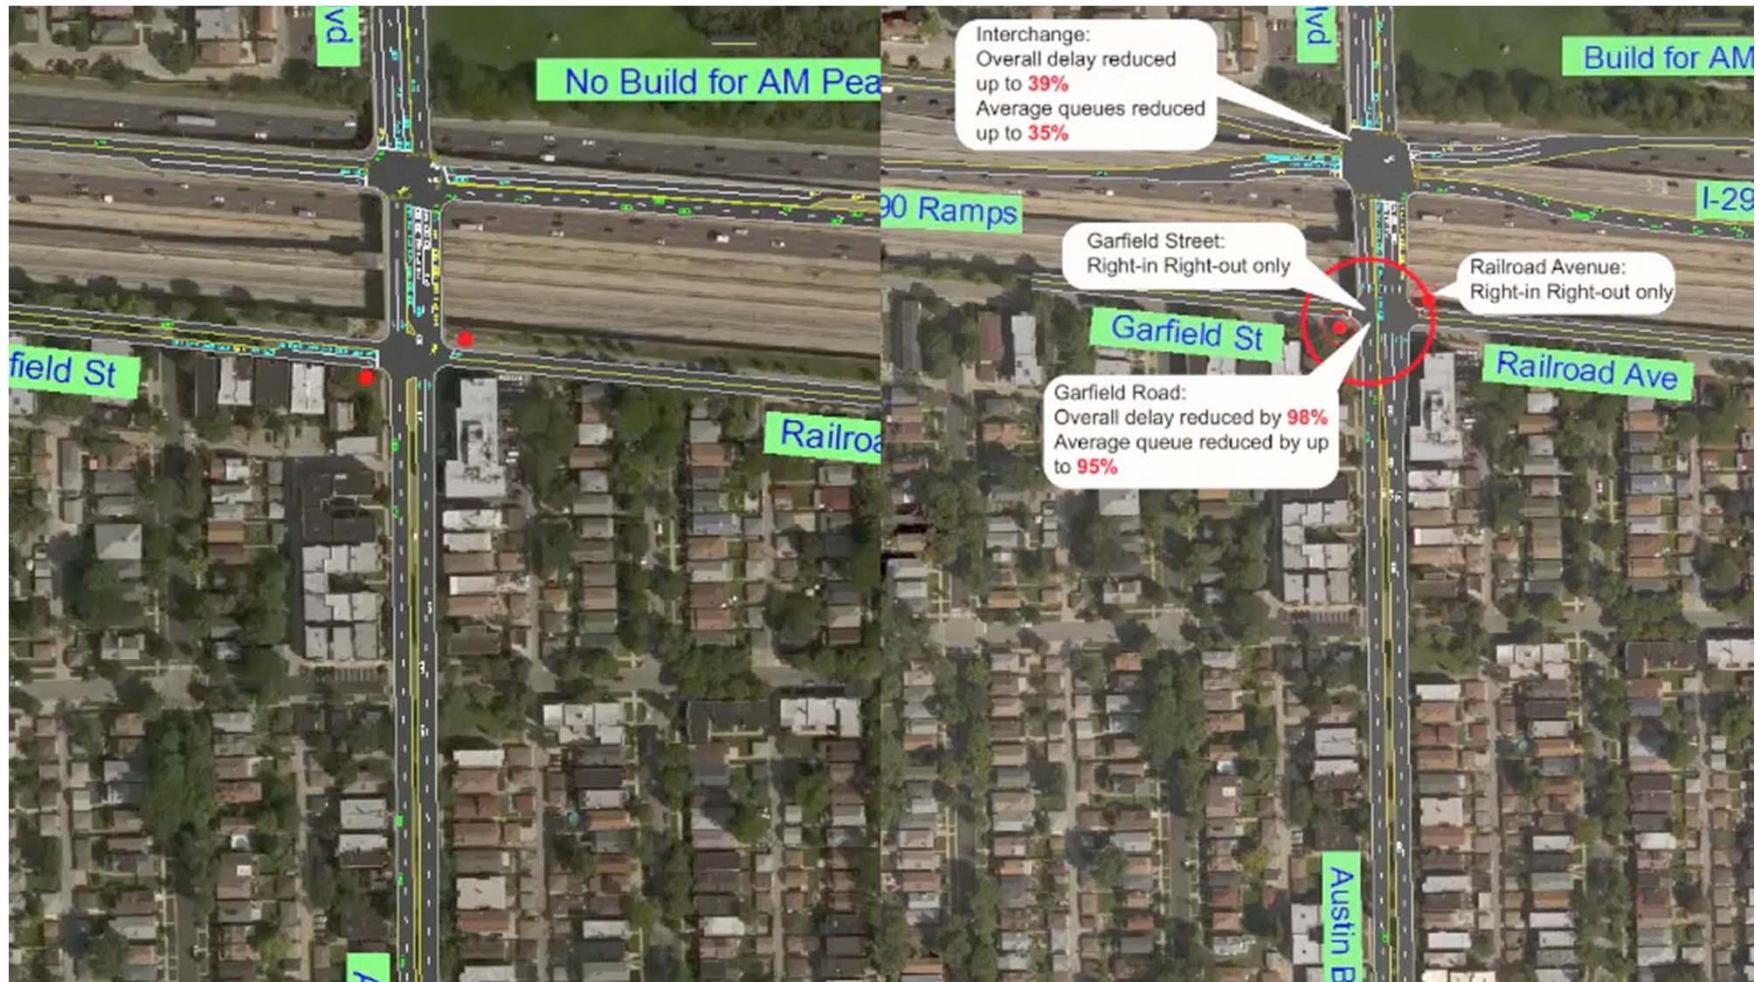 lvd
No Build for AM Pea
field St
Railroa
A
lvd
Build for AM
Interchange:
Overall delay reduced
up to 39%
Average queues reduced
up to 35%
90 Ramps
I-29
Garfield Street:
Right-in Right-out only
Railroad Avenue:
Right-in Right-out only
Garfield St
Railroad Ave
Garfield Road:
Overall delay reduced by 98%
Average queue reduced by up
to 95%
Austin B